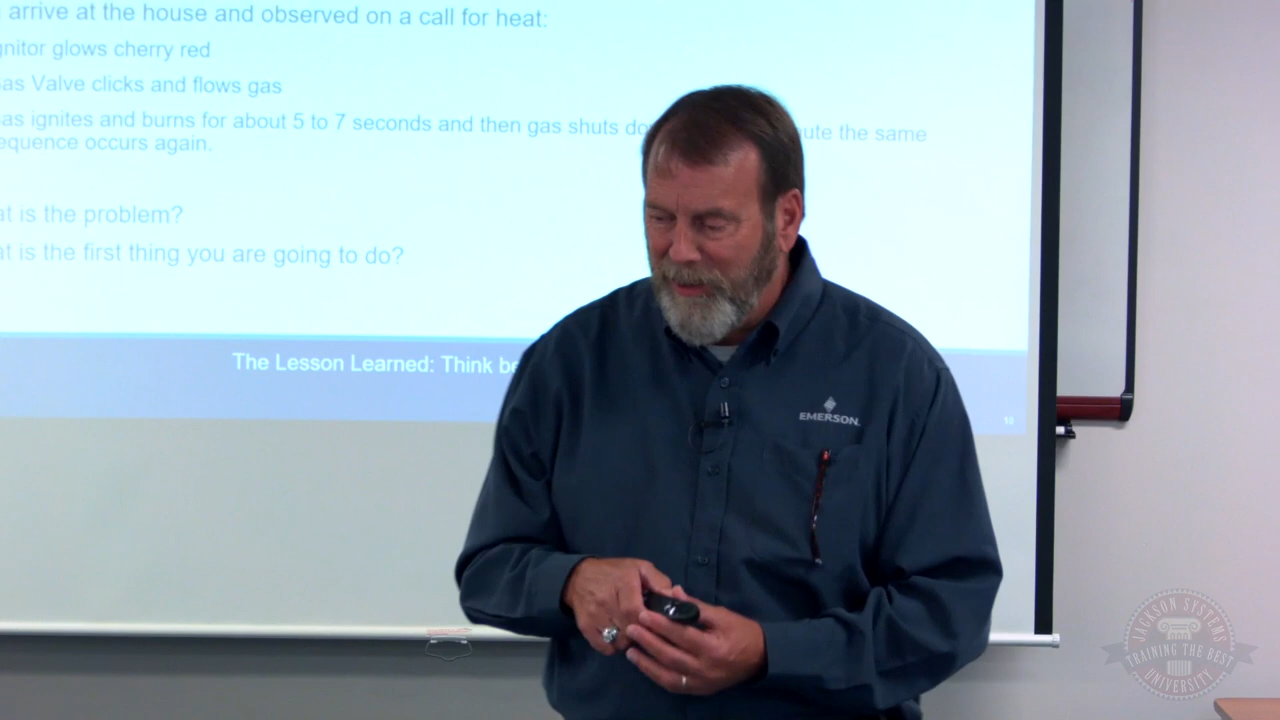 arrive at the house and observed on a call for heat:
gnitor glows cherry red
as Valve clicks and flows gas
as ignites and burns for about 5 to 7 seconds and then gas shuts do ute the same
equence occurs again.
at is the problem?
at is the first thing you are going to do?
The Lesson Learned: Think be
10
EMERSON
JACKSON SYSTEMS
TRAINING THE BEST
UNIVERSITY